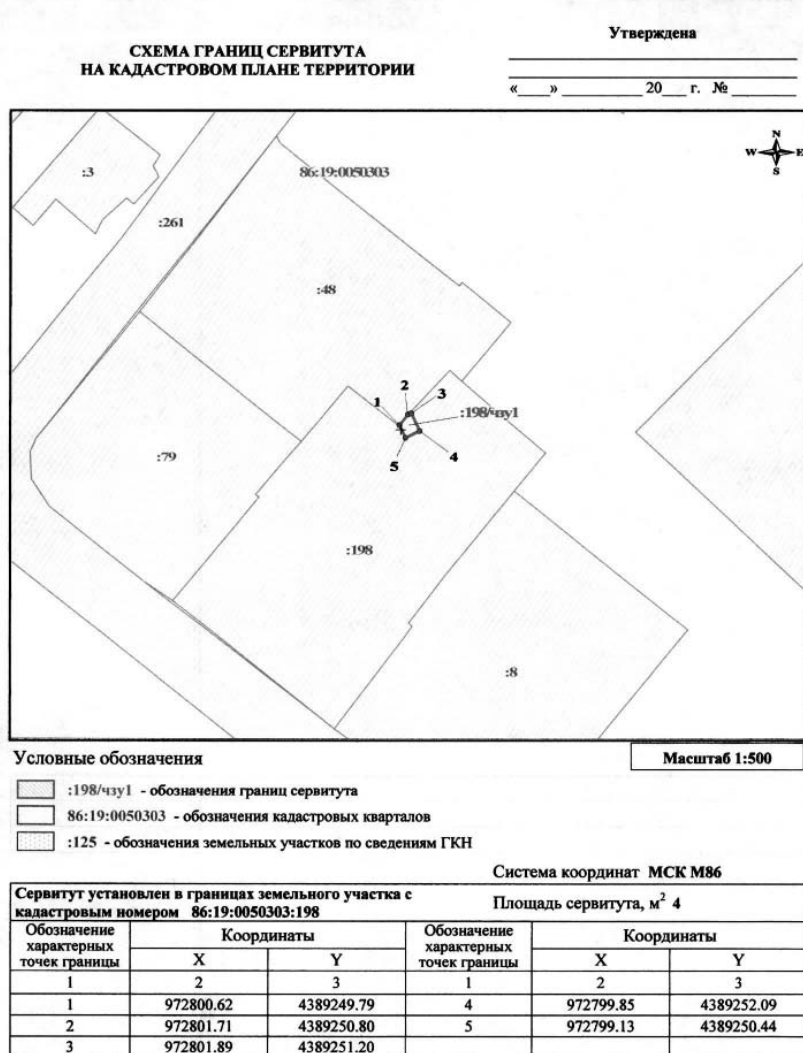 Утверждена
СХЕМА ГРАНИЦ СЕРВИТУТА
НА КАДАСТРОВОМ ПЛАНЕ ТЕРРИТОРИИ
«___» _________ 20___ г. № _______
N
W E
S
:3
86:19:0050303
:261
:48
2
1 3
:198/чзу1
:79
5 4
:198
:8
Условные обозначения
Масштаб 1:500
:198/чзу1 - обозначения границ сервитута
86:19:0050303 - обозначения кадастровых кварталов
:125 - обозначения земельных участков по сведениям ГКН
Система координат МСК М86
Сервитут установлен в границах земельного участка с
кадастровым номером 86:19:0050303:198
Площадь сервитута, м² 4
Обозначение характерных точек границы Координаты Обозначение характерных точек границы Координаты
X Y X Y
1 2 3 1 2 3
1 972800.62 4389249.79 4 972799.85 4389252.09
2 972801.71 4389250.80 5 972799.13 4389250.44
3 972801.89 4389251.20